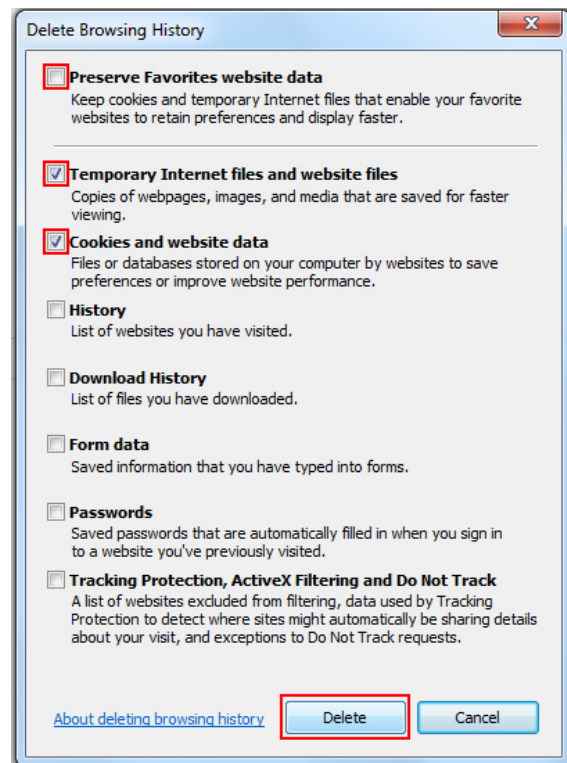 Delete Browsing History
Preserve Favorites website data
Keep cookies and temporary Internet files that enable your favorite
websites to retain preferences and display faster.
Temporary Internet files and website files
Copies of webpages, images, and media that are saved for faster
viewing.
Cookies and website data
Files or databases stored on your computer by websites to save
preferences or improve website performance.
History
List of websites you have visited.
Download History
List of files you have downloaded.
Form data
Saved information that you have typed into forms.
Passwords
Saved passwords that are automatically filled in when you sign in
to a website you've previously visited.
Tracking Protection, ActiveX Filtering and Do Not Track
A list of websites excluded from filtering, data used by Tracking
Protection to detect where sites might automatically be sharing details
about your visit, and exceptions to Do Not Track requests.
About deleting browsing history Delete Cancel